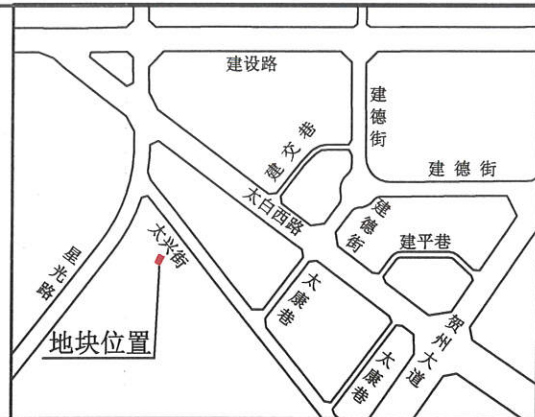 建设路
建德街
建交巷
建德街
太白西路
建德街
建平巷
太兴街
星光路
太康巷
贺州大道
太康巷
地块位置